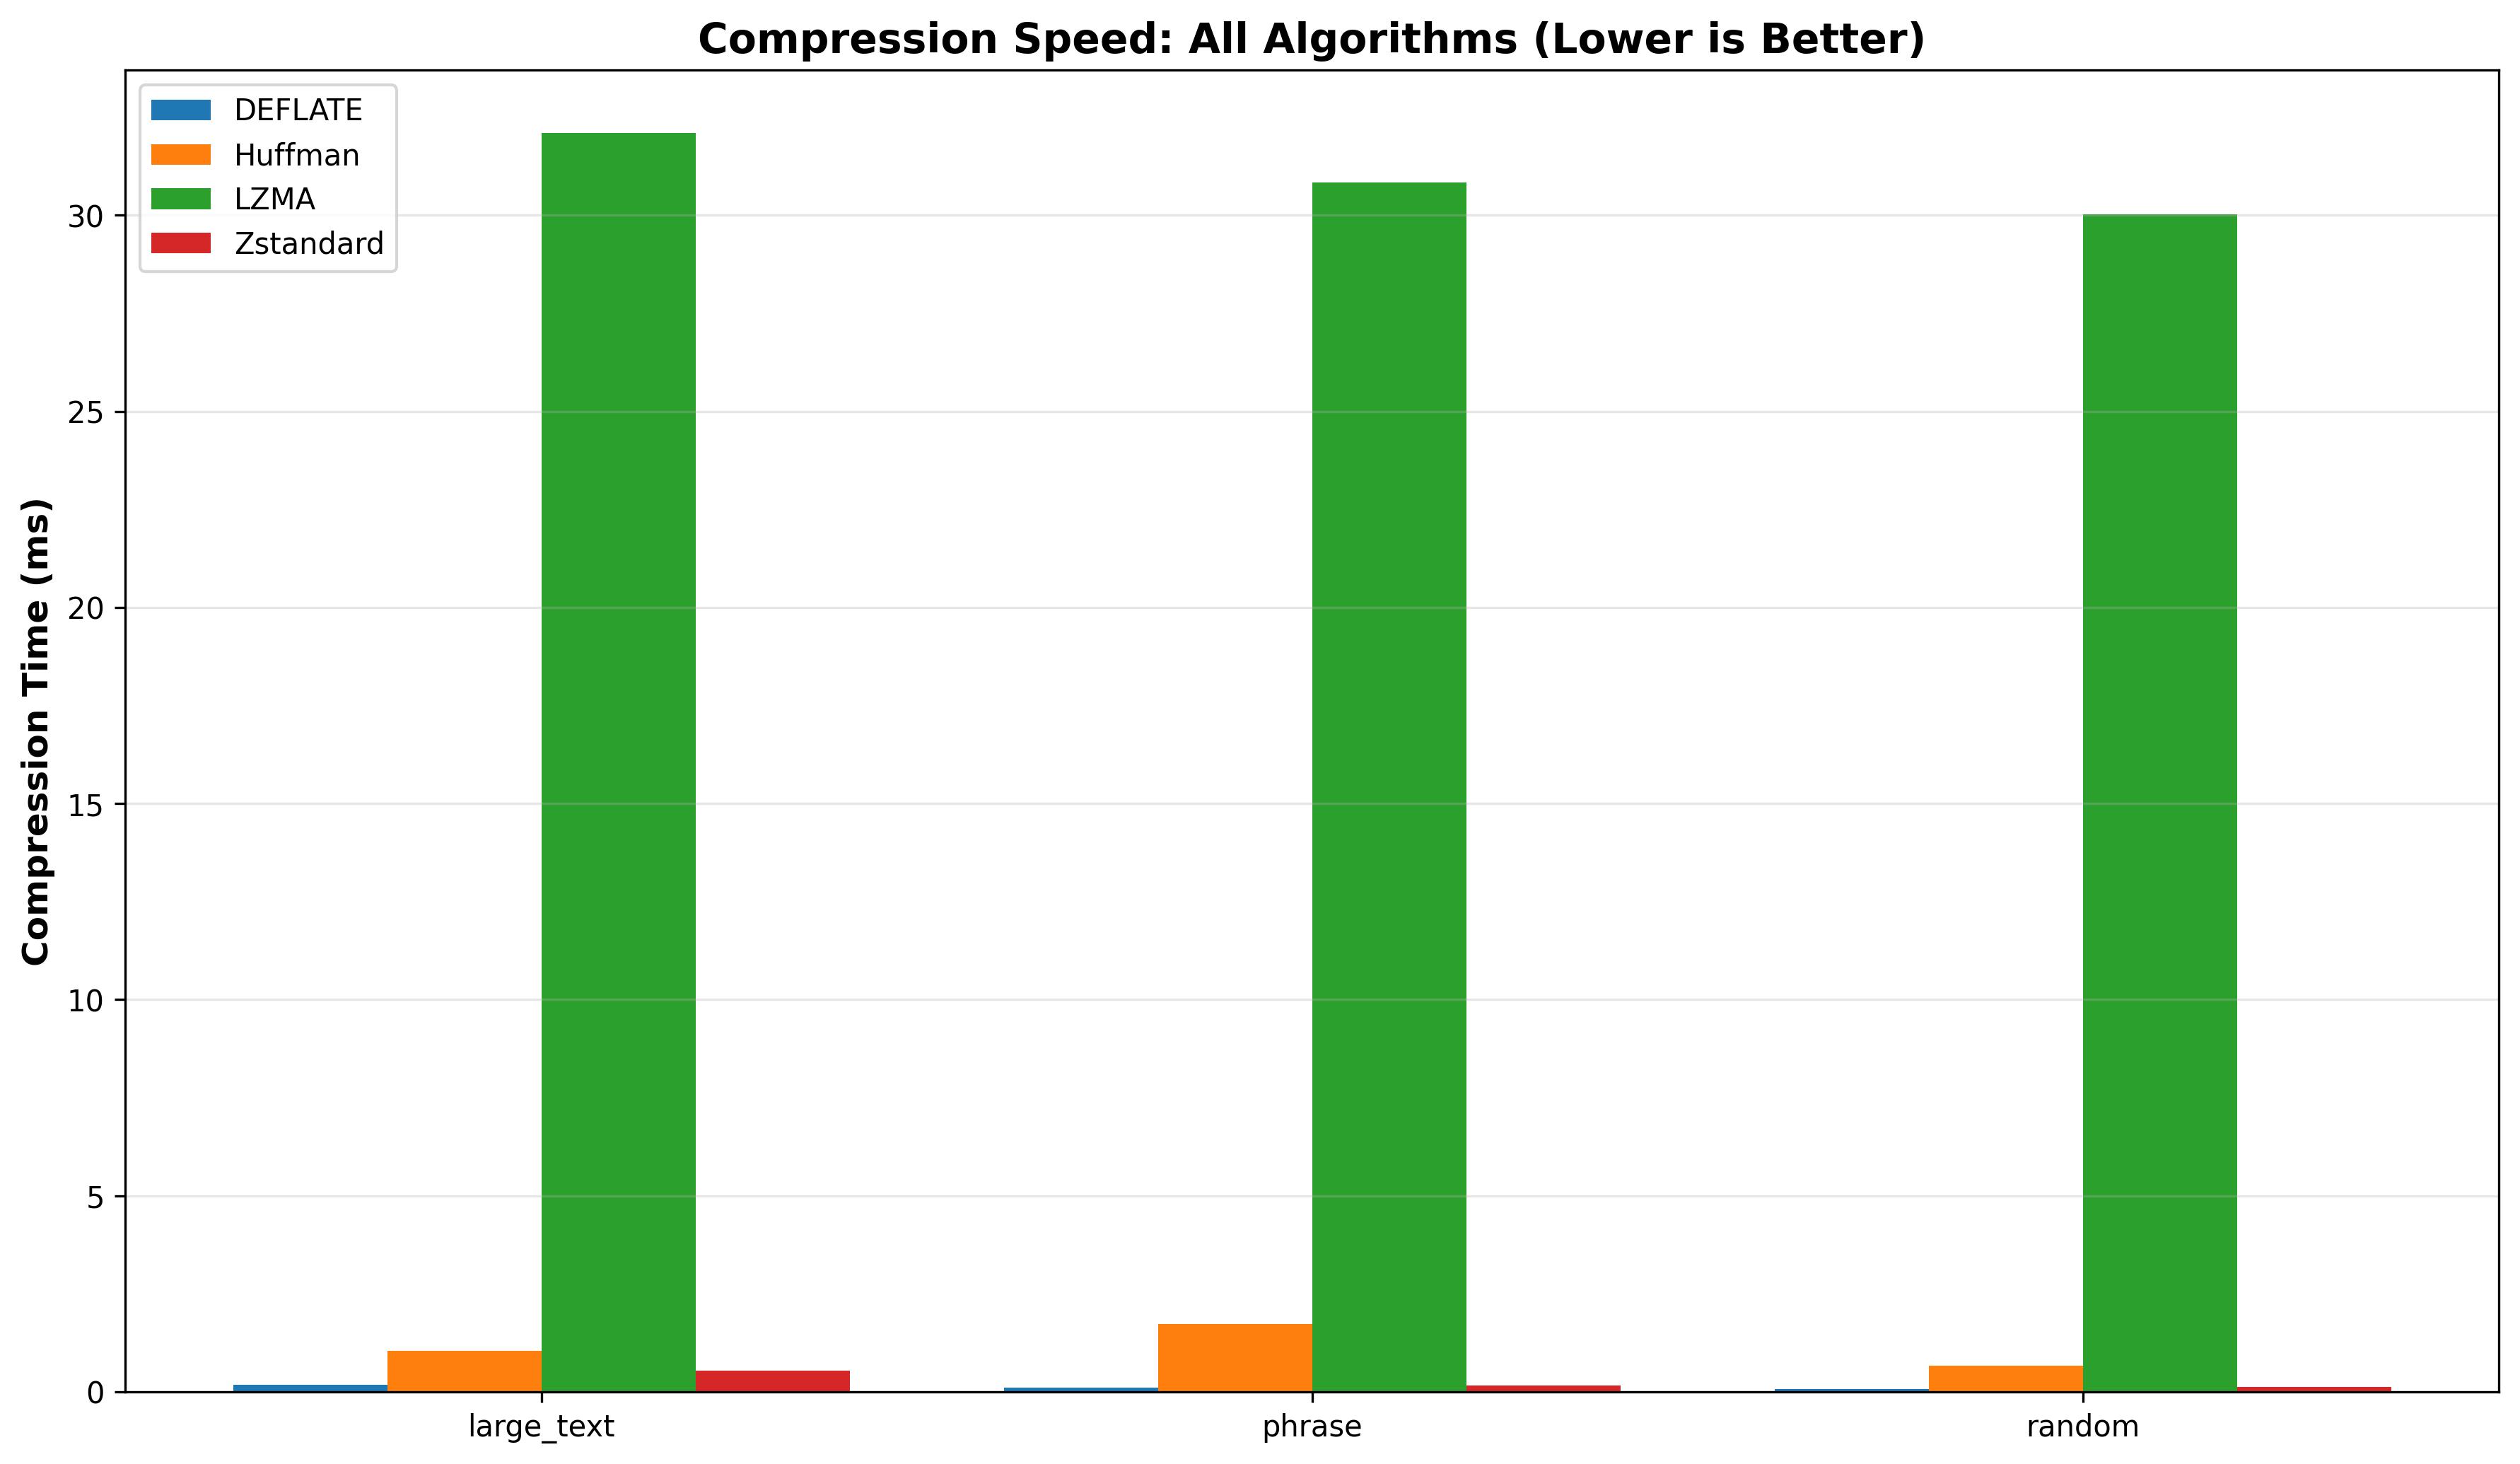 Compression Speed: All Algorithms (Lower is Better)
DEFLATE
Huffman
LZMA
Zstandard
Compression Time (ms)
30
25
20
15
10
5
0
large_text
phrase
random